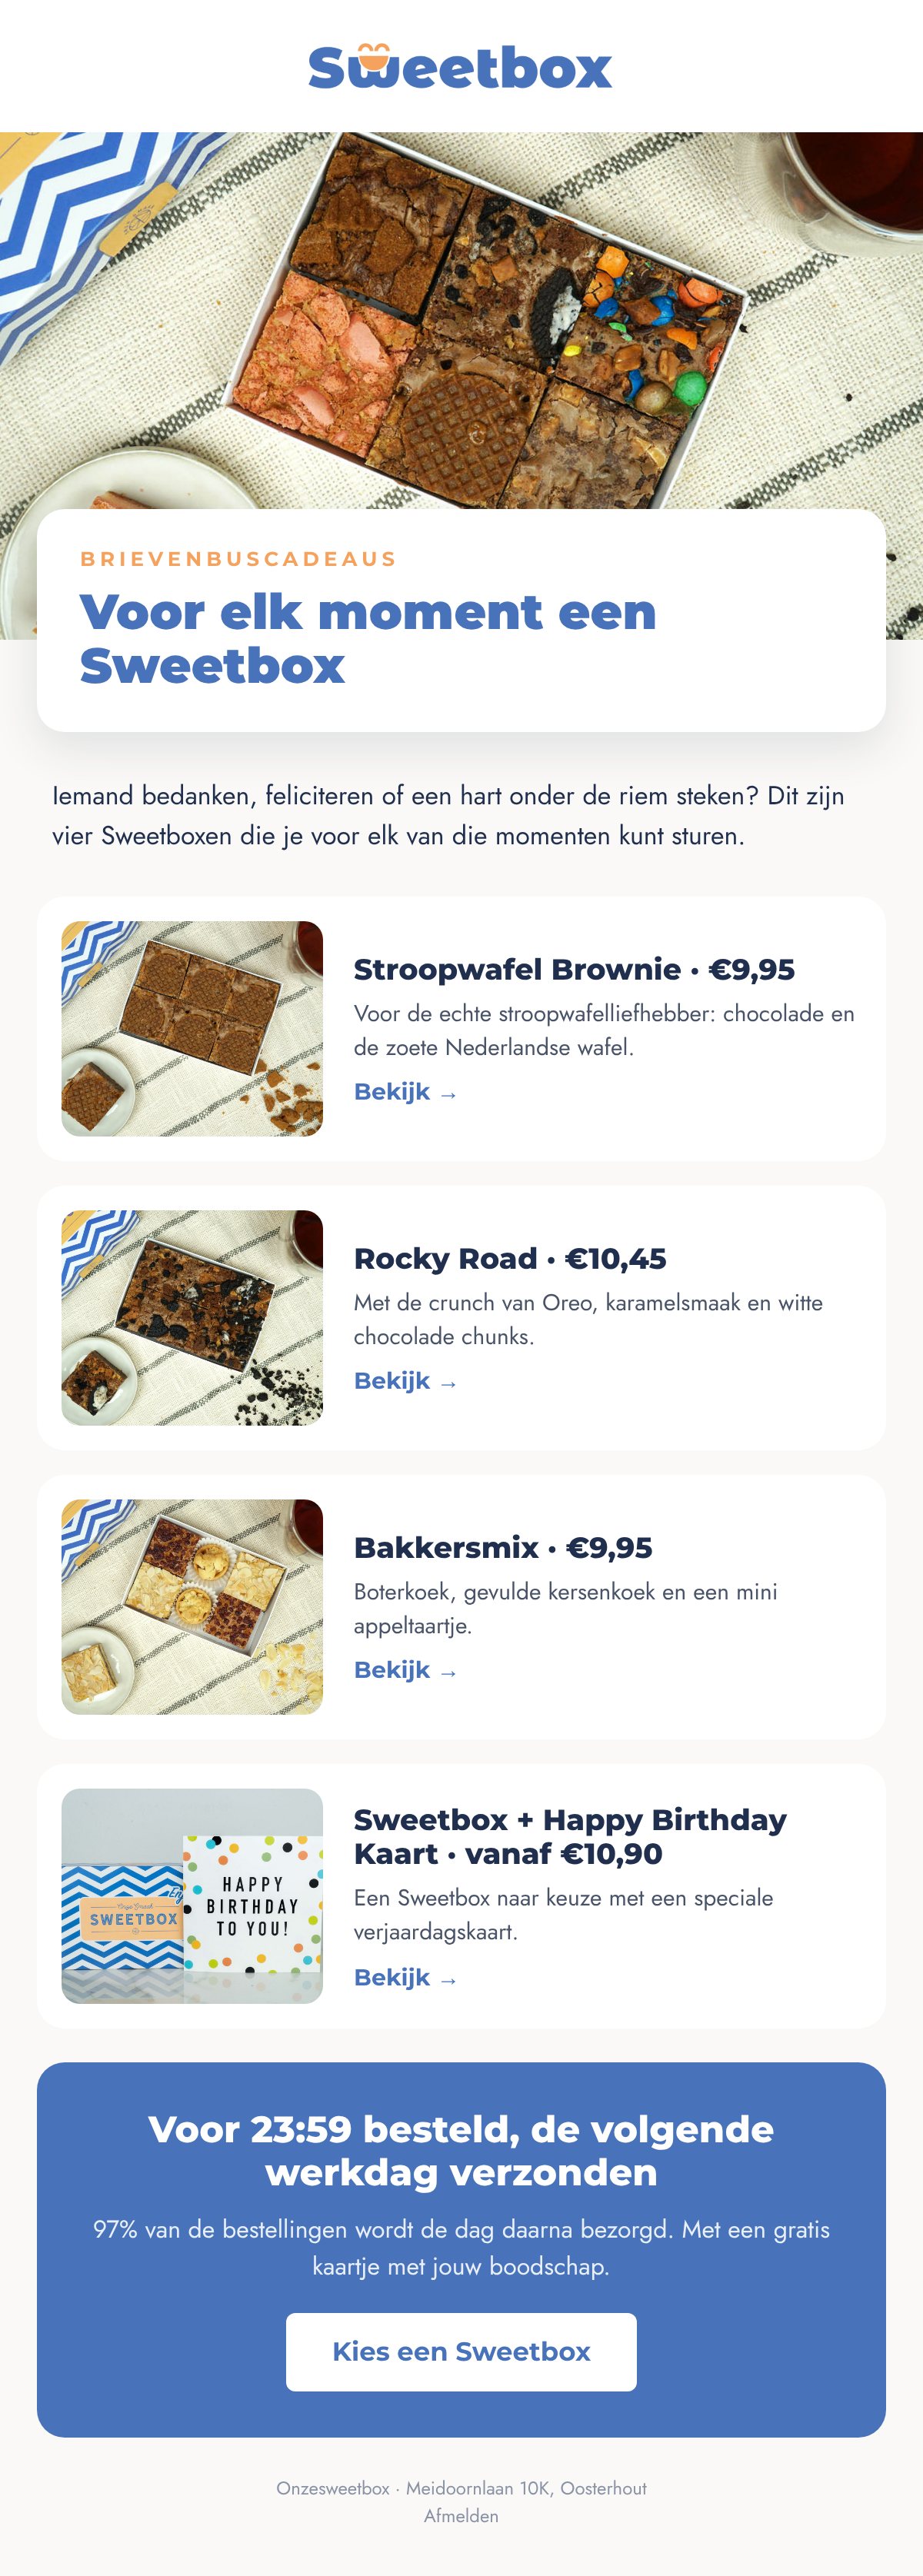 Sweetbox
BRIEVENBUSCADEAUS
Voor elk moment een
Sweetbox
Iemand bedanken, feliciteren of een hart onder de riem steken? Dit zijn
vier Sweetboxen die je voor elk van die momenten kunt sturen.
Stroopwafel Brownie · €9,95
Voor de echte stroopwafelliefhebber: chocolade en
de zoete Nederlandse wafel.
Bekijk →
Rocky Road · €10,45
Met de crunch van Oreo, karamelsmaak en witte
chocolade chunks.
Bekijk →
Bakkersmix · €9,95
Boterkoek, gevulde kersenkoek en een mini
appeltaartje.
Bekijk →
SWEETBOX
HAPPY
BIRTHDAY
TO YOU!
Sweetbox + Happy Birthday
Kaart · vanaf €10,90
Een Sweetbox naar keuze met een speciale
verjaardagskaart.
Bekijk →
Voor 23:59 besteld, de volgende
werkdag verzonden
97% van de bestellingen wordt de dag daarna bezorgd. Met een gratis
kaartje met jouw boodschap.
Kies een Sweetbox
Onzesweetbox · Meidoornlaan 10K, Oosterhout
Afmelden